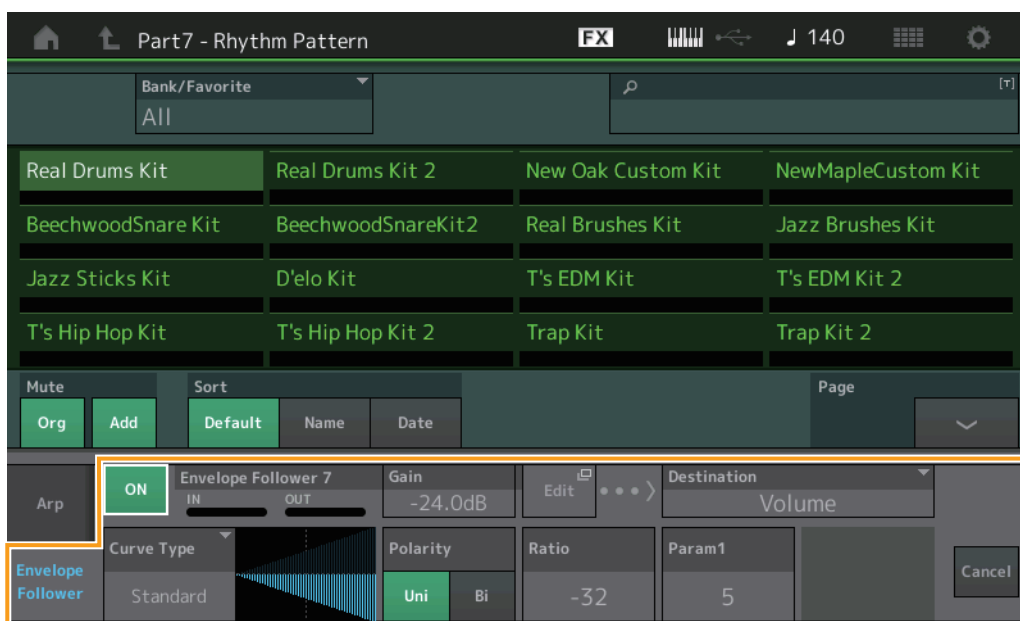 Part7 - Rhythm Pattern FX ♩ 140
Bank/Favorite
All
[T]
Real Drums Kit Real Drums Kit 2 New Oak Custom Kit NewMapleCustom Kit
BeechwoodSnare Kit BeechwoodSnareKit2 Real Brushes Kit Jazz Brushes Kit
Jazz Sticks Kit D'elo Kit T's EDM Kit T's EDM Kit 2
T's Hip Hop Kit T's Hip Hop Kit 2 Trap Kit Trap Kit 2
Mute Sort Page
Org Add Default Name Date
Arp
ON
Envelope Follower 7
IN OUT
Gain
-24.0dB
Edit
Destination
Volume
Envelope
Follower
Curve Type
Standard
Polarity
Uni Bi
Ratio
-32
Param1
5
Cancel